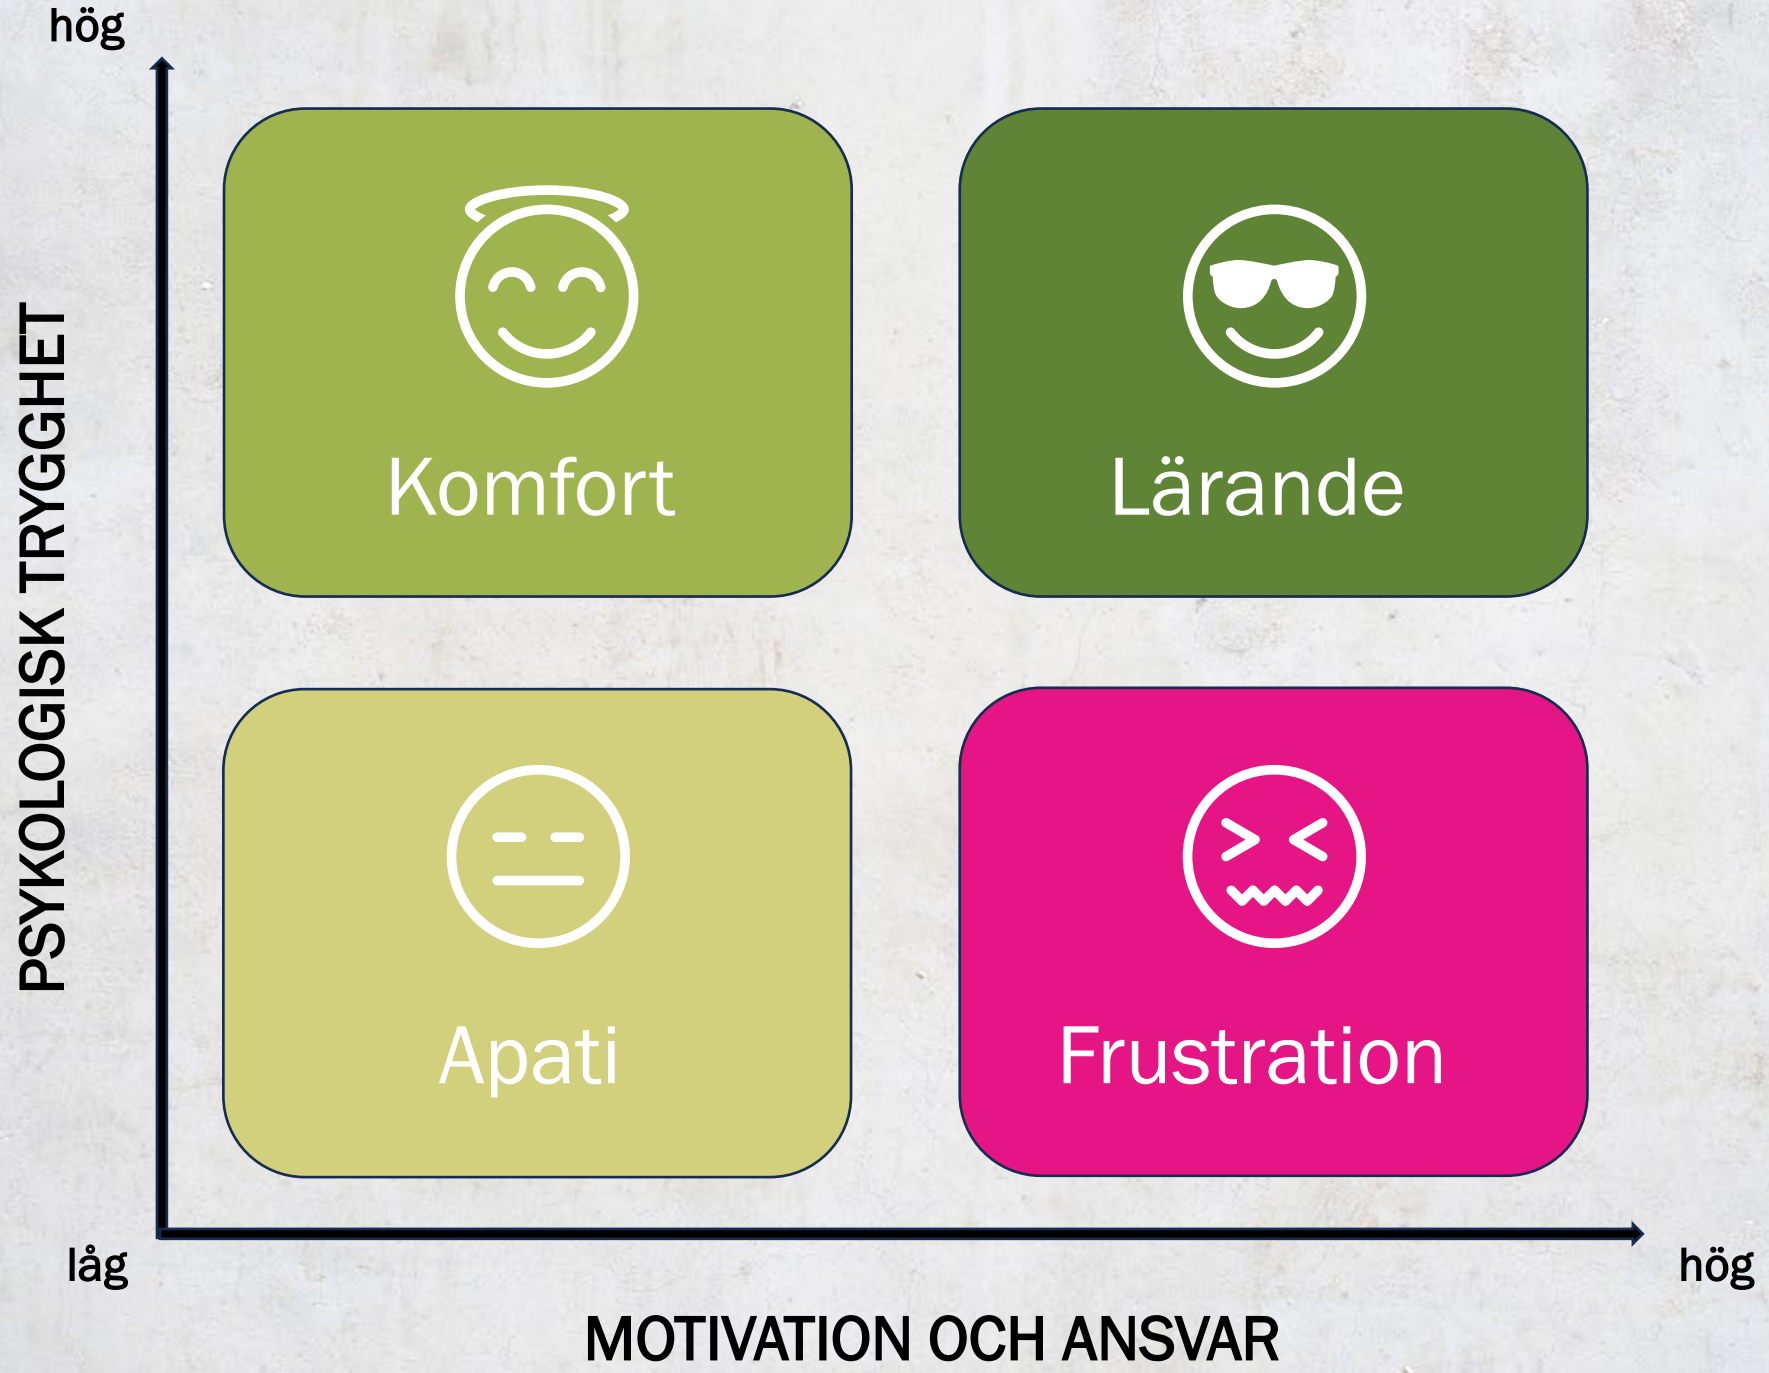 hög
PSYKOLOGISK TRYGGHET
Komfort
Lärande
Apati
Frustration
låg
hög
MOTIVATION OCH ANSVAR